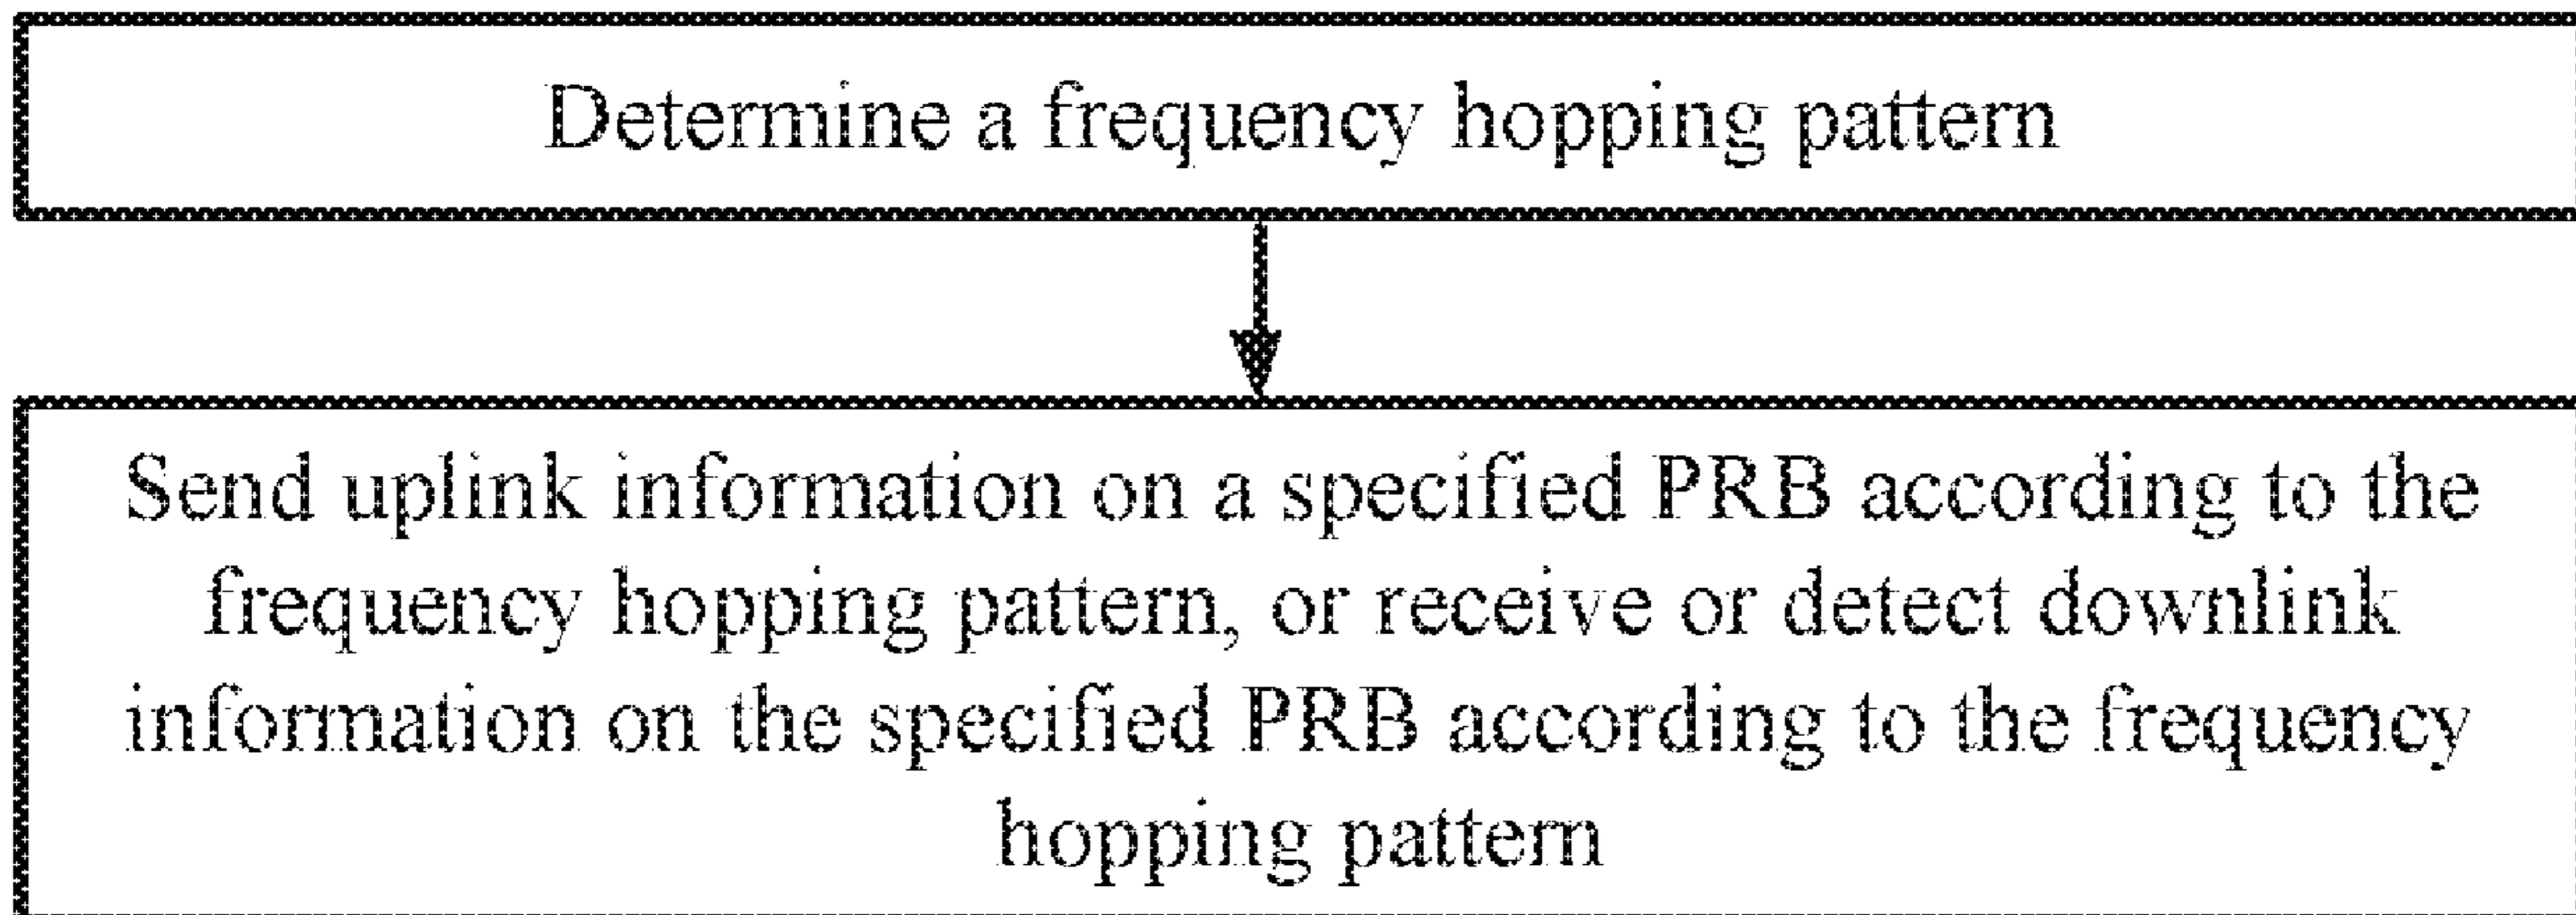 Determine a frequency hopping pattern
Send uplink information on a specified PRB according to the
frequency hopping pattern, or receive or detect downlink
information on the specified PRB according to the frequency
hopping pattern